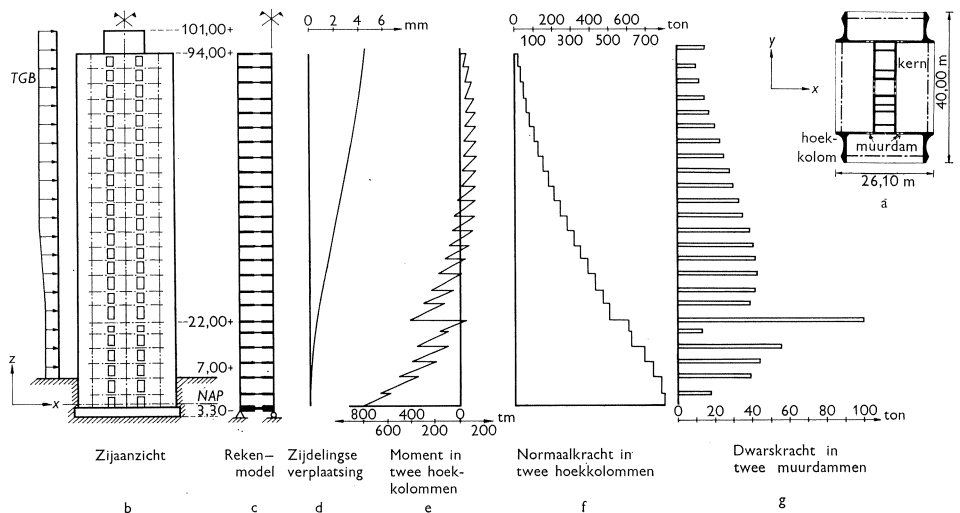 101,00+
-94,00+
TGB
-22,00+
7,00+
NAP
3.30-
z
x
Zijaanzicht
b
Reken-
model
c
0 2 4 6
mm
Zijdelingse
verplaatsing
d
800 400 0 tm
600 200 200
Moment in
twee hoek-
kolommen
e
0 200 400 600 ton
100 300 500 700
Normaalkracht in
twee hoekkolommen
f
0 20 40 60 80 100 ton
Dwarskracht in
twee muurdammen
g
y
x
kern
hoek-
kolom
muurdam
40,00 m
26,10 m
a